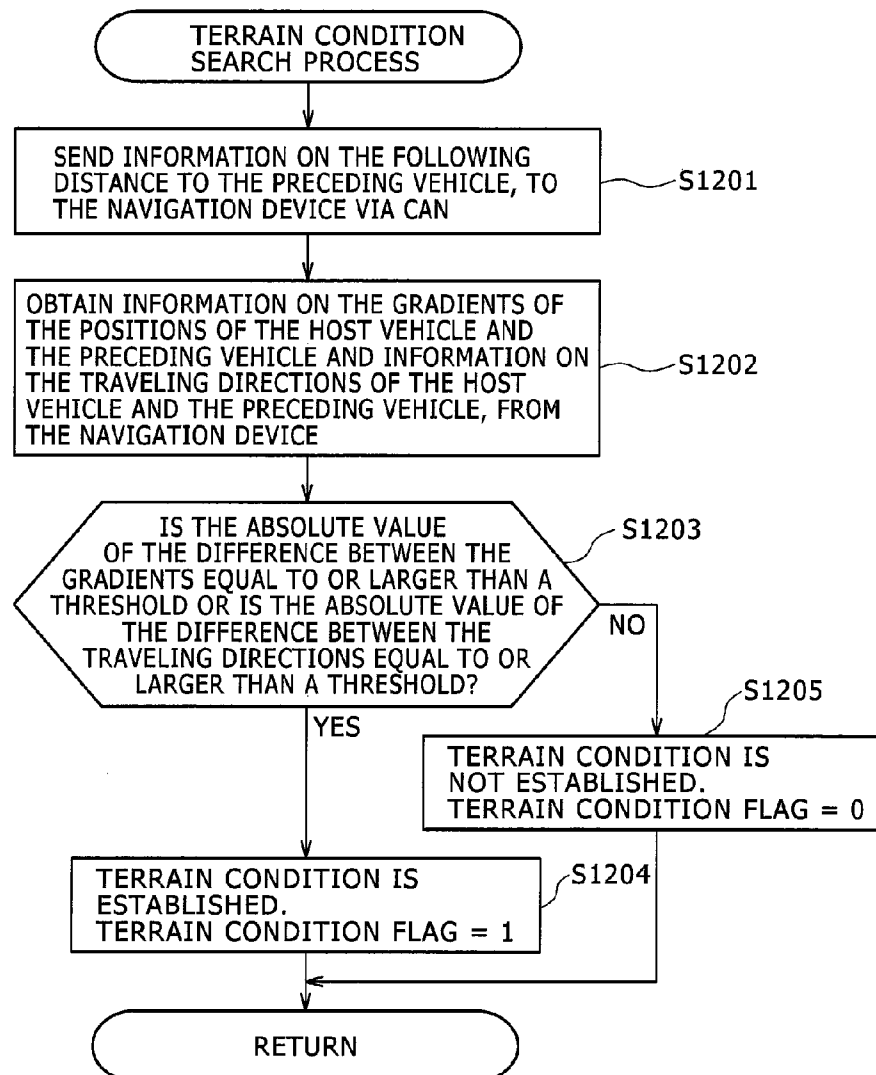 TERRAIN CONDITION
SEARCH PROCESS
SEND INFORMATION ON THE FOLLOWING
DISTANCE TO THE PRECEDING VEHICLE, TO
THE NAVIGATION DEVICE VIA CAN
S1201
OBTAIN INFORMATION ON THE GRADIENTS OF
THE POSITIONS OF THE HOST VEHICLE AND
THE PRECEDING VEHICLE AND INFORMATION ON
THE TRAVELING DIRECTIONS OF THE HOST
VEHICLE AND THE PRECEDING VEHICLE, FROM
THE NAVIGATION DEVICE
S1202
IS THE ABSOLUTE VALUE
OF THE DIFFERENCE BETWEEN THE
GRADIENTS EQUAL TO OR LARGER THAN A
THRESHOLD OR IS THE ABSOLUTE VALUE OF
THE DIFFERENCE BETWEEN THE
TRAVELING DIRECTIONS EQUAL TO OR
LARGER THAN A THRESHOLD?
S1203
NO
YES
S1205
TERRAIN CONDITION IS
NOT ESTABLISHED.
TERRAIN CONDITION FLAG = 0
S1204
TERRAIN CONDITION IS
ESTABLISHED.
TERRAIN CONDITION FLAG = 1
RETURN